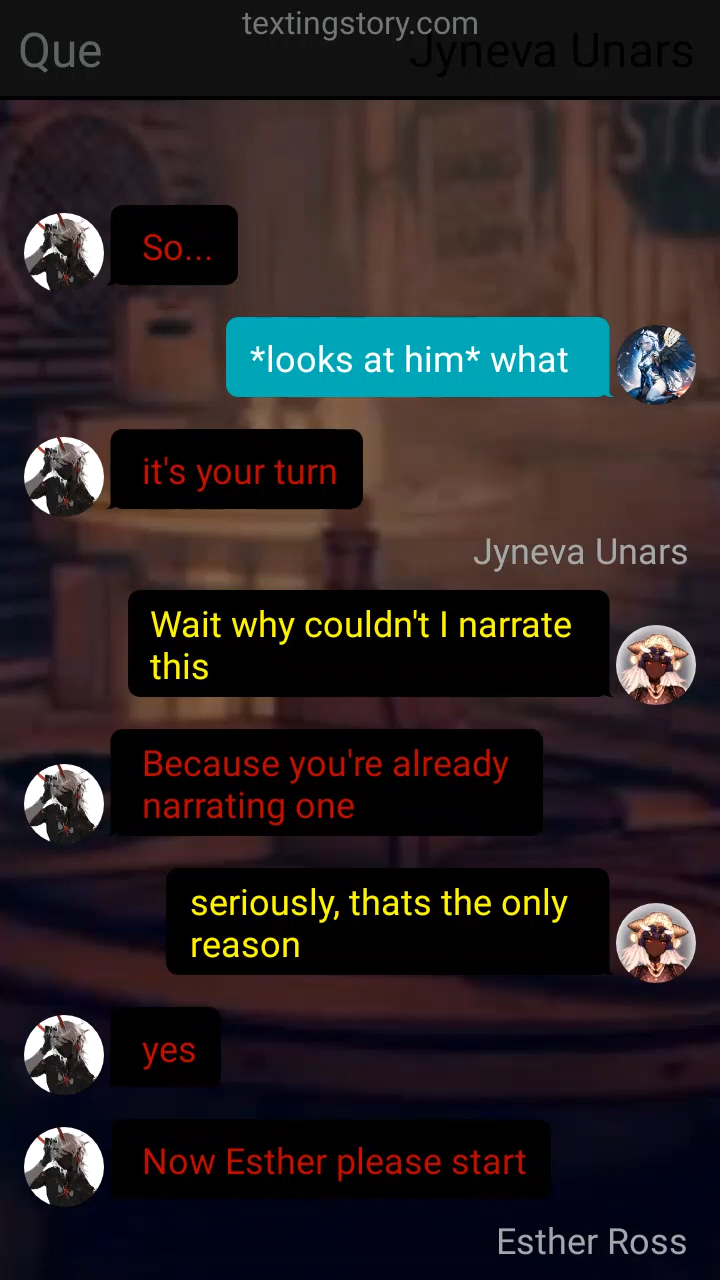 textingstory.com
Que
Jyneva Unars
So...
*looks at him* what
it's your turn
Jyneva Unars
Wait why couldn't I narrate
this
Because you're already
narrating one
seriously, thats the only
reason
yes
Now Esther please start
Esther Ross